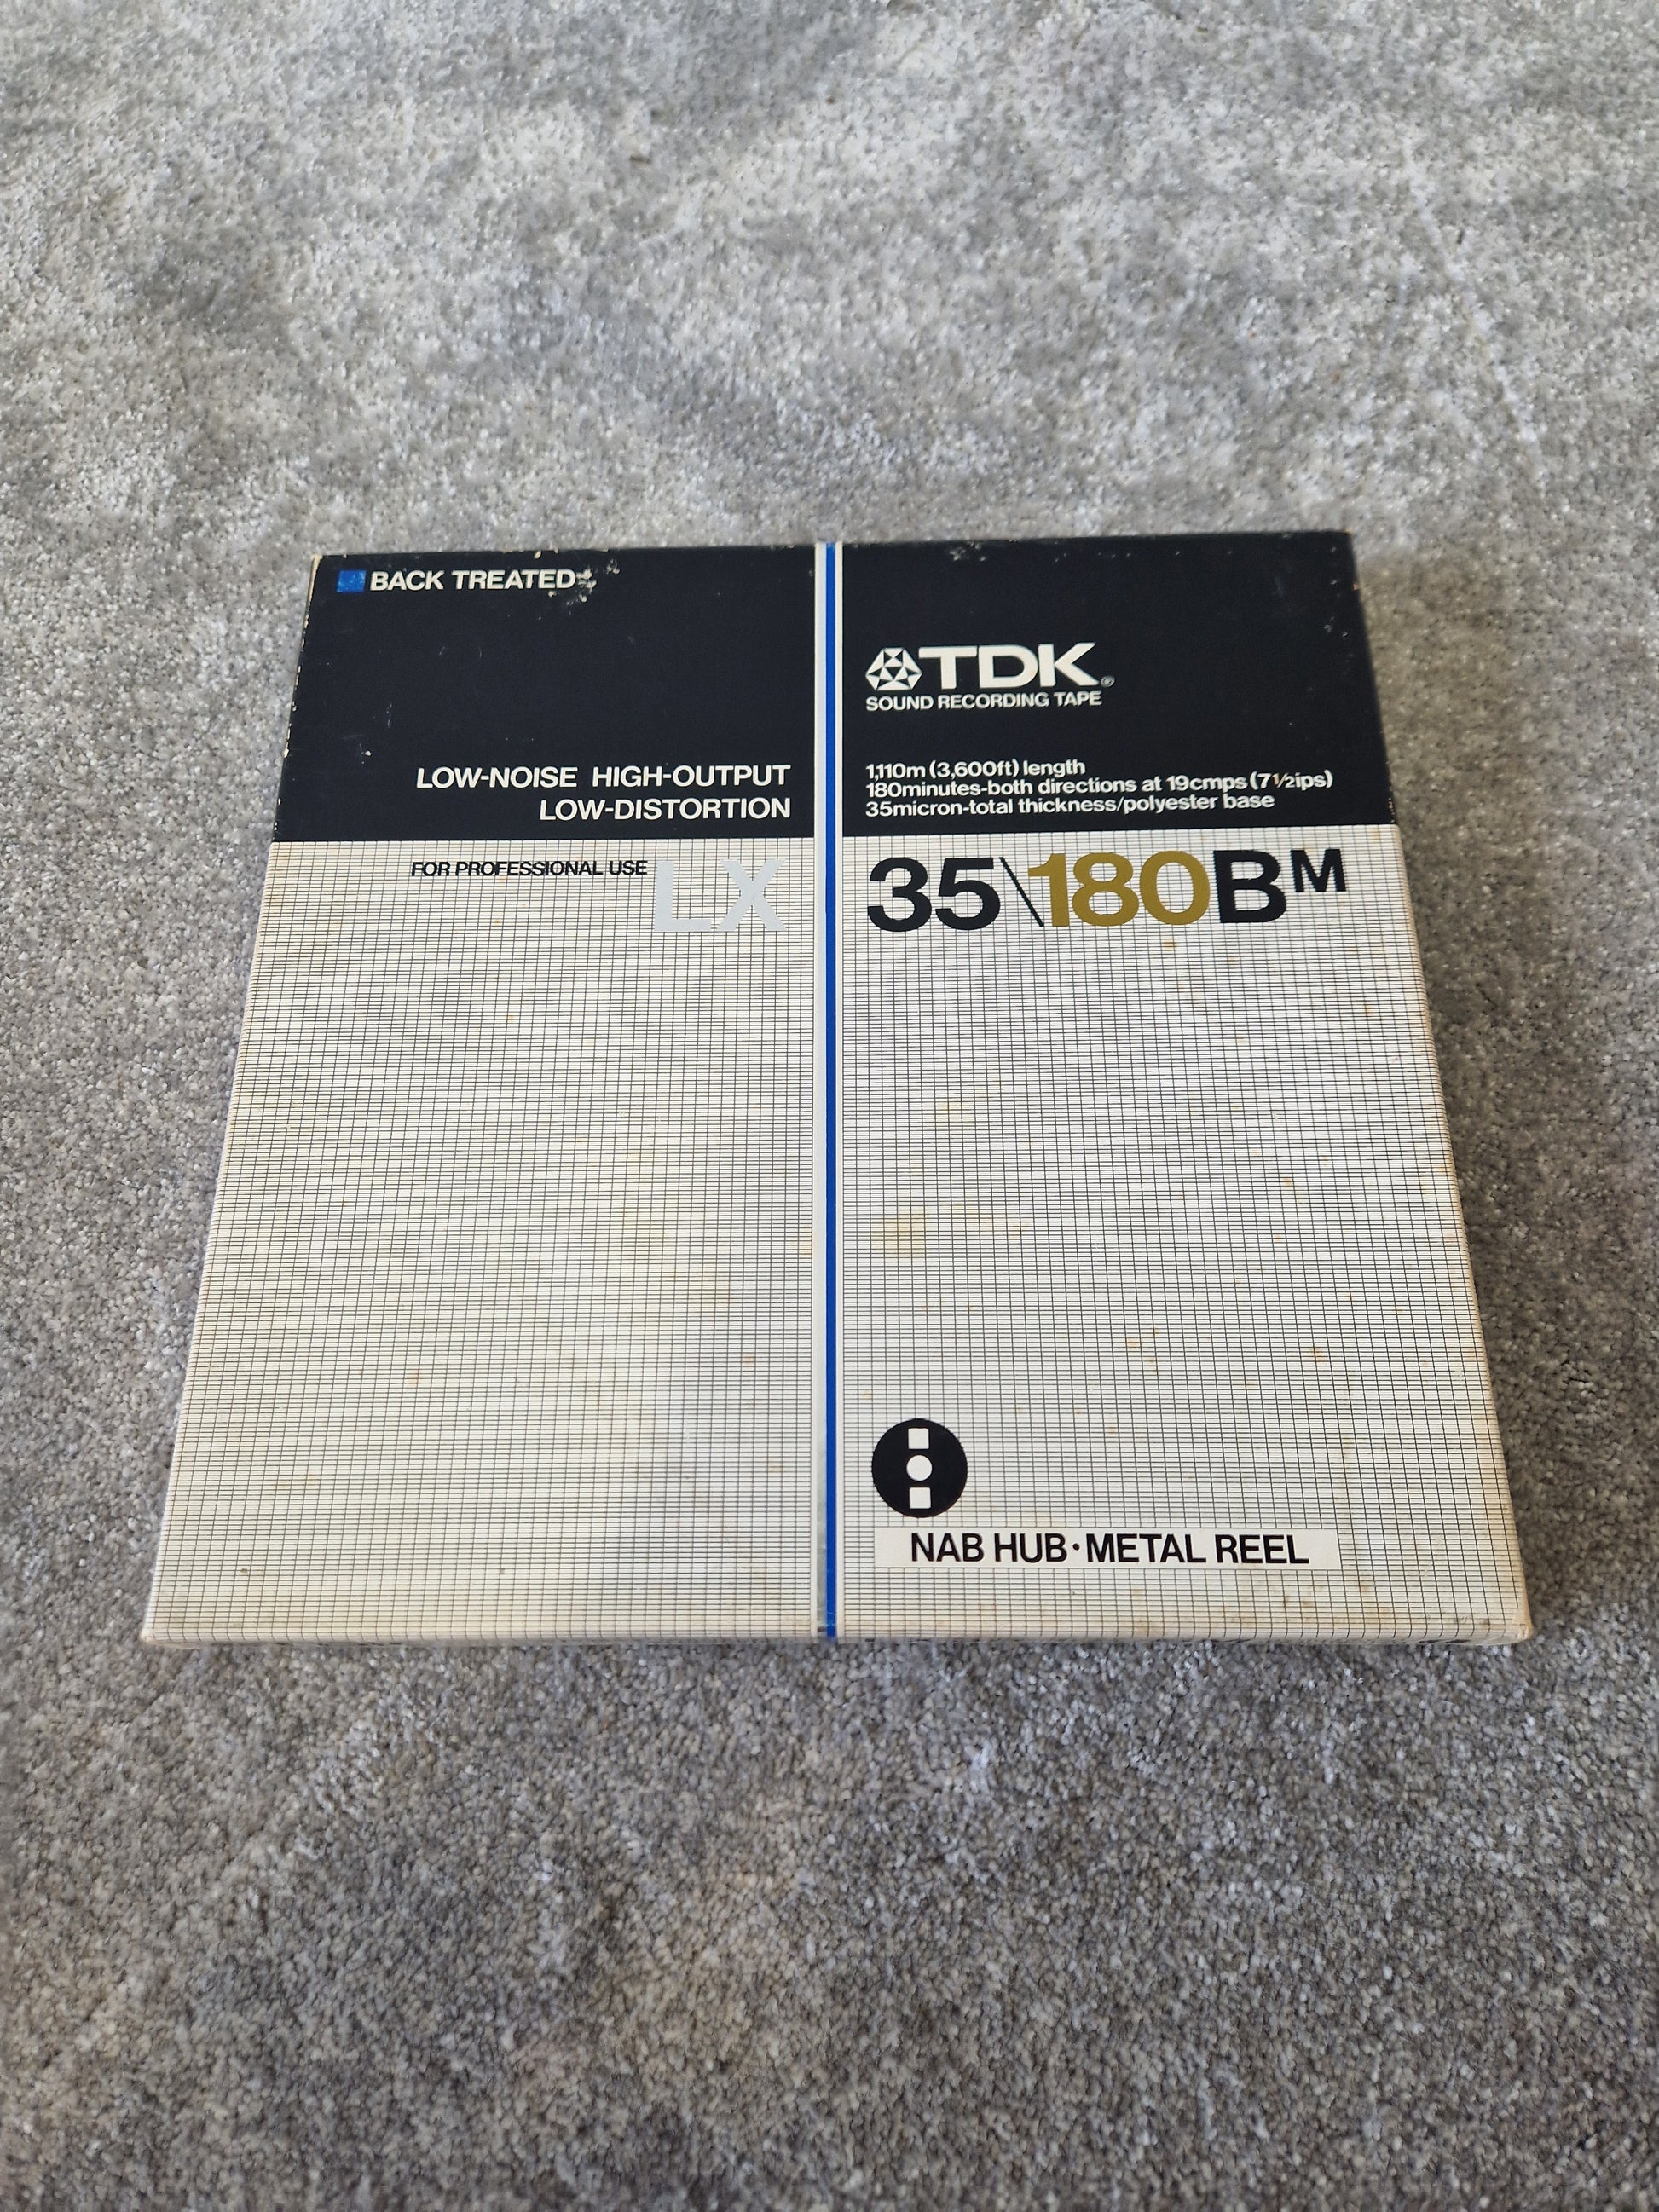 BACK TREATED
TDK®
SOUND RECORDING TAPE
LOW-NOISE HIGH-OUTPUT
LOW-DISTORTION
1,110m (3,600ft) length
180minutes-both directions at 19cmps (7½ips)
35micron-total thickness/polyester base
FOR PROFESSIONAL USE LX
35\180BM
NAB HUB·METAL REEL